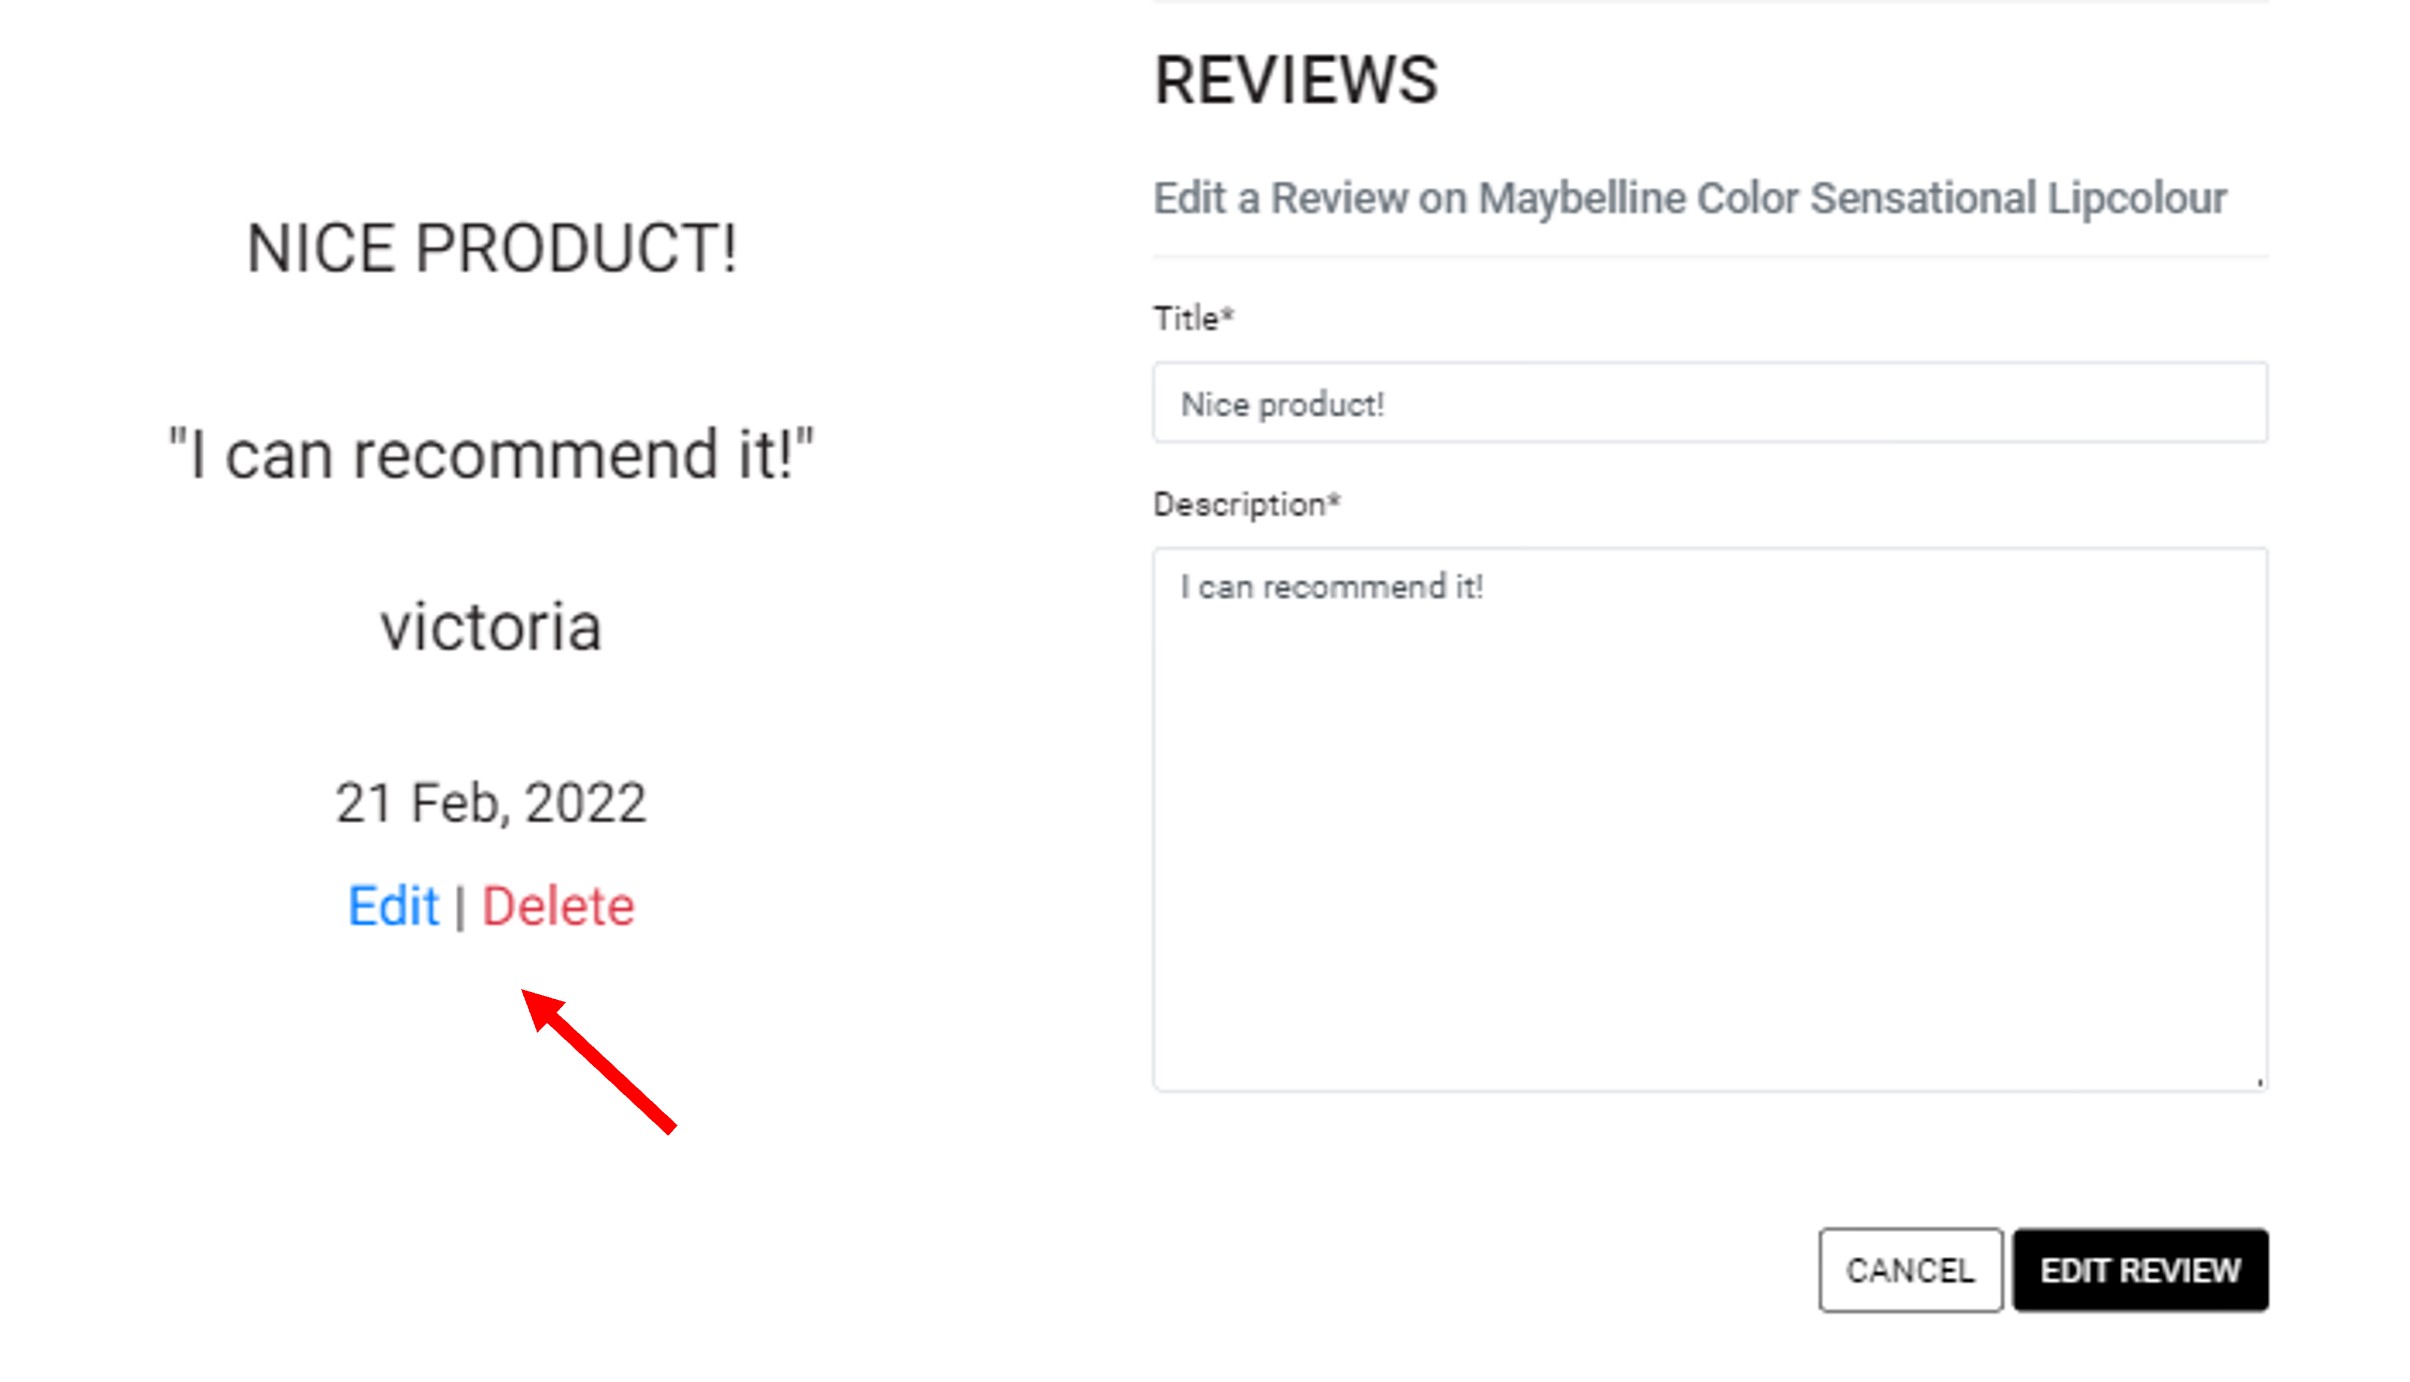 NICE PRODUCT!
"I can recommend it!"
victoria
21 Feb, 2022
Edit | Delete
REVIEWS
Edit a Review on Maybelline Color Sensational Lipcolour
Title*
Nice product!
Description*
I can recommend it!
CANCEL
EDIT REVIEW